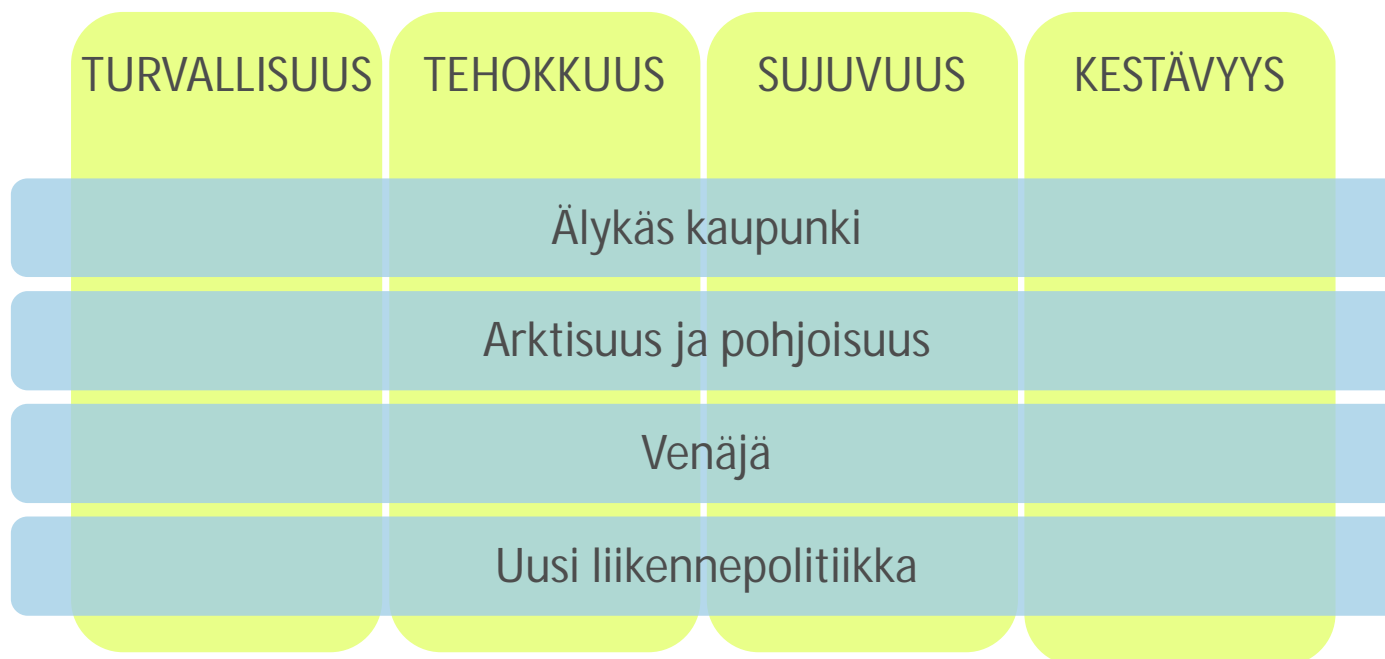 TURVALLISUUS
TEHOKKUUS
SUJUVUUS
KESTÄVYYS
Älykäs kaupunki
Arktisuus ja pohjoisuus
Venäjä
Uusi liikennepolitiikka